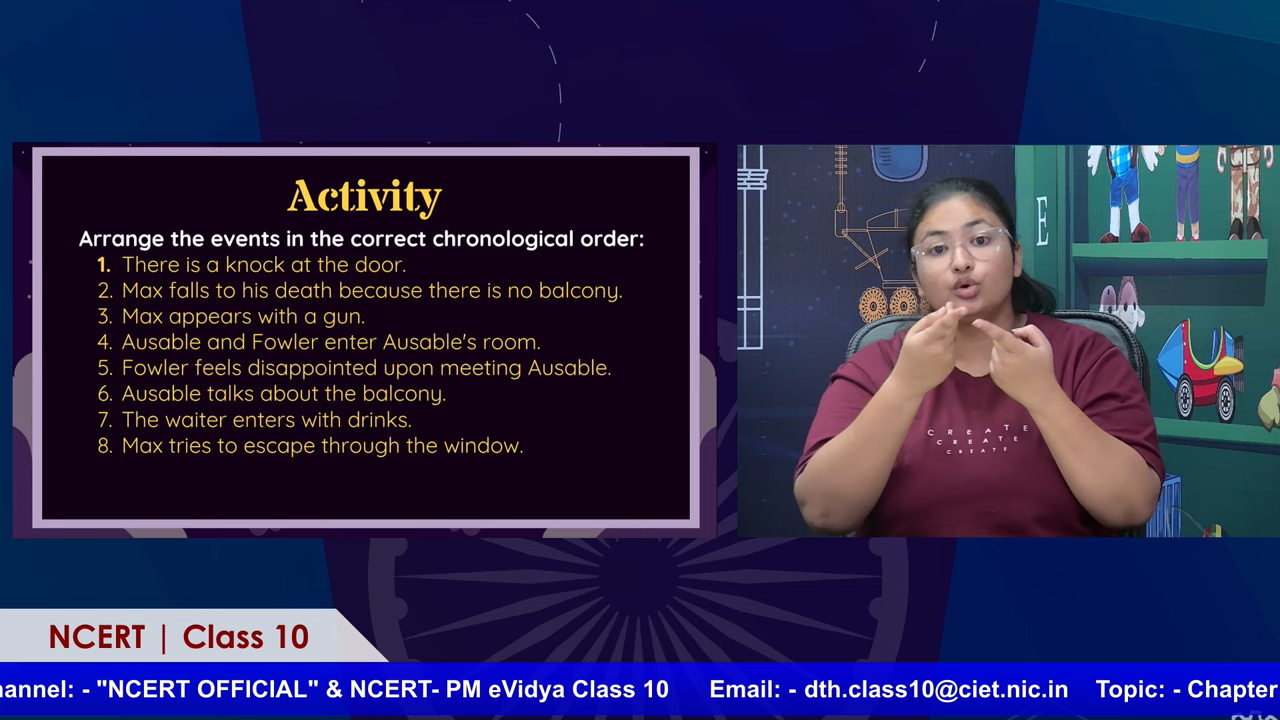 Activity
Arrange the events in the correct chronological order:
1. There is a knock at the door.
2. Max falls to his death because there is no balcony.
3. Max appears with a gun.
4. Ausable and Fowler enter Ausable's room.
5. Fowler feels disappointed upon meeting Ausable.
6. Ausable talks about the balcony.
7. The waiter enters with drinks.
8. Max tries to escape through the window.
E
CREATE
CREATE
CREATE
NCERT | Class 10
hannel: - "NCERT OFFICIAL" & NCERT- PM eVidya Class 10 Email: - dth.class10@ciet.nic.in Topic: - Chapter